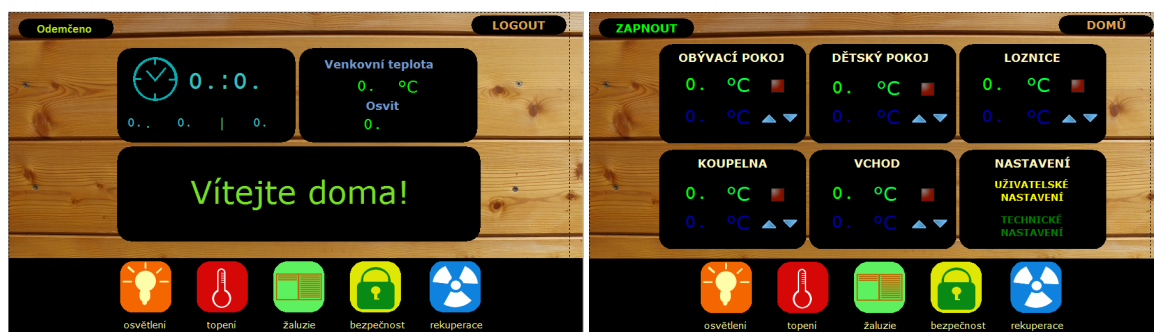 Odemčeno
LOGOUT
0.:0.
0..
0.
|
0.
Venkovní teplota
0. °C
Osvit
0.
Vítejte doma!
osvětlení
topení
žaluzie
bezpečnost
rekuperace
ZAPNOUT
DOMŮ
OBÝVACÍ POKOJ
0. °C
0. °C
DĚTSKÝ POKOJ
0. °C
0. °C
LOZNICE
0. °C
0. °C
KOUPELNA
0. °C
0. °C
VCHOD
0. °C
0. °C
NASTAVENÍ
UŽIVATELSKÉ
NASTAVENÍ
TECHNICKÉ
NASTAVENÍ
osvětlení
topení
žaluzie
bezpečnost
rekuperace